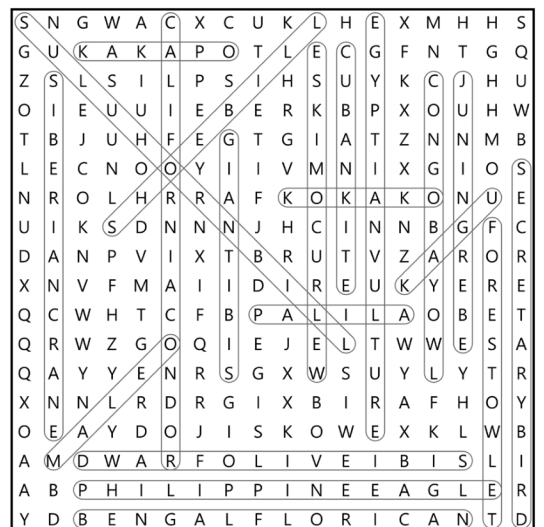 S N G W A C X C U K L H E X M H H S
G U K A K A P O T L E C G F N T G Q
Z S L S I L P S I H S U Y K C J H U
O I E U U I E B E R K B P X O U H W
T B J U H F E G T G I A T Z N N M B
L E C N O O Y I I V M N I X G I O S
N R O L H R R A F K O K A K O N U E
U I K S D N N N J H C I N N B G F C
D A N P V I X T B R U T V Z A R O R
X N V F M A I I D I R E U K Y E R E
Q C W H T C F B P A L I L A O B E T
Q R W Z G O Q I E J E L T W W E S A
Q A Y Y E N R S G X W S U Y L Y T R
X N N L R D R G I X B I R A F H O Y
O E A Y D O J I S K O W E X K L W B
A M D W A R F O L I V E I B I S L I
A B P H I L I P P I N E E A G L E R
Y D B E N G A L F L O R I C A N T D